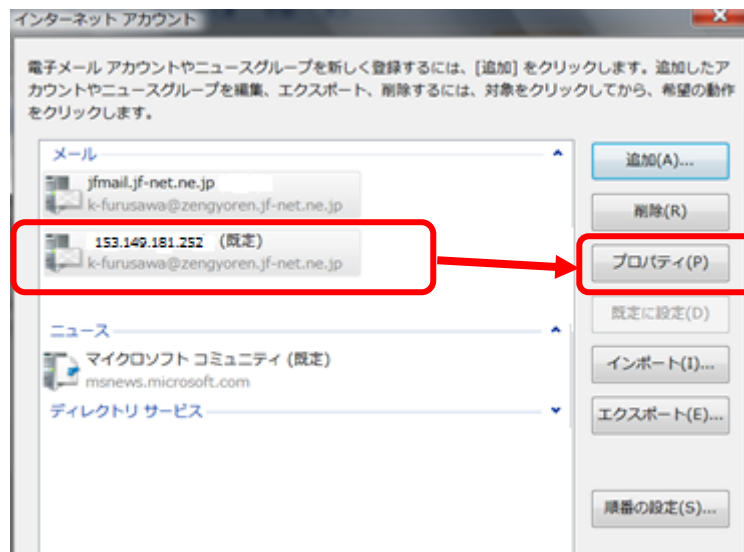 インターネット アカウント
電子メール アカウントやニュースグループを新しく登録するには、[追加] をクリックします。追加したア
カウントやニュースグループを編集、エクスポート、削除するには、対象をクリックしてから、希望の動作
をクリックします。
メール
jfmail.jf-net.ne.jp
k-furusawa@zengyoren.jf-net.ne.jp
153.149.181.252 (既定)
k-furusawa@zengyoren.jf-net.ne.jp
ニュース
マイクロソフト コミュニティ (既定)
msnews.microsoft.com
ディレクトリ サービス
追加(A)...
削除(R)
プロパティ(P)
既定に設定(D)
インポート(I)...
エクスポート(E)...
順番の設定(S)...